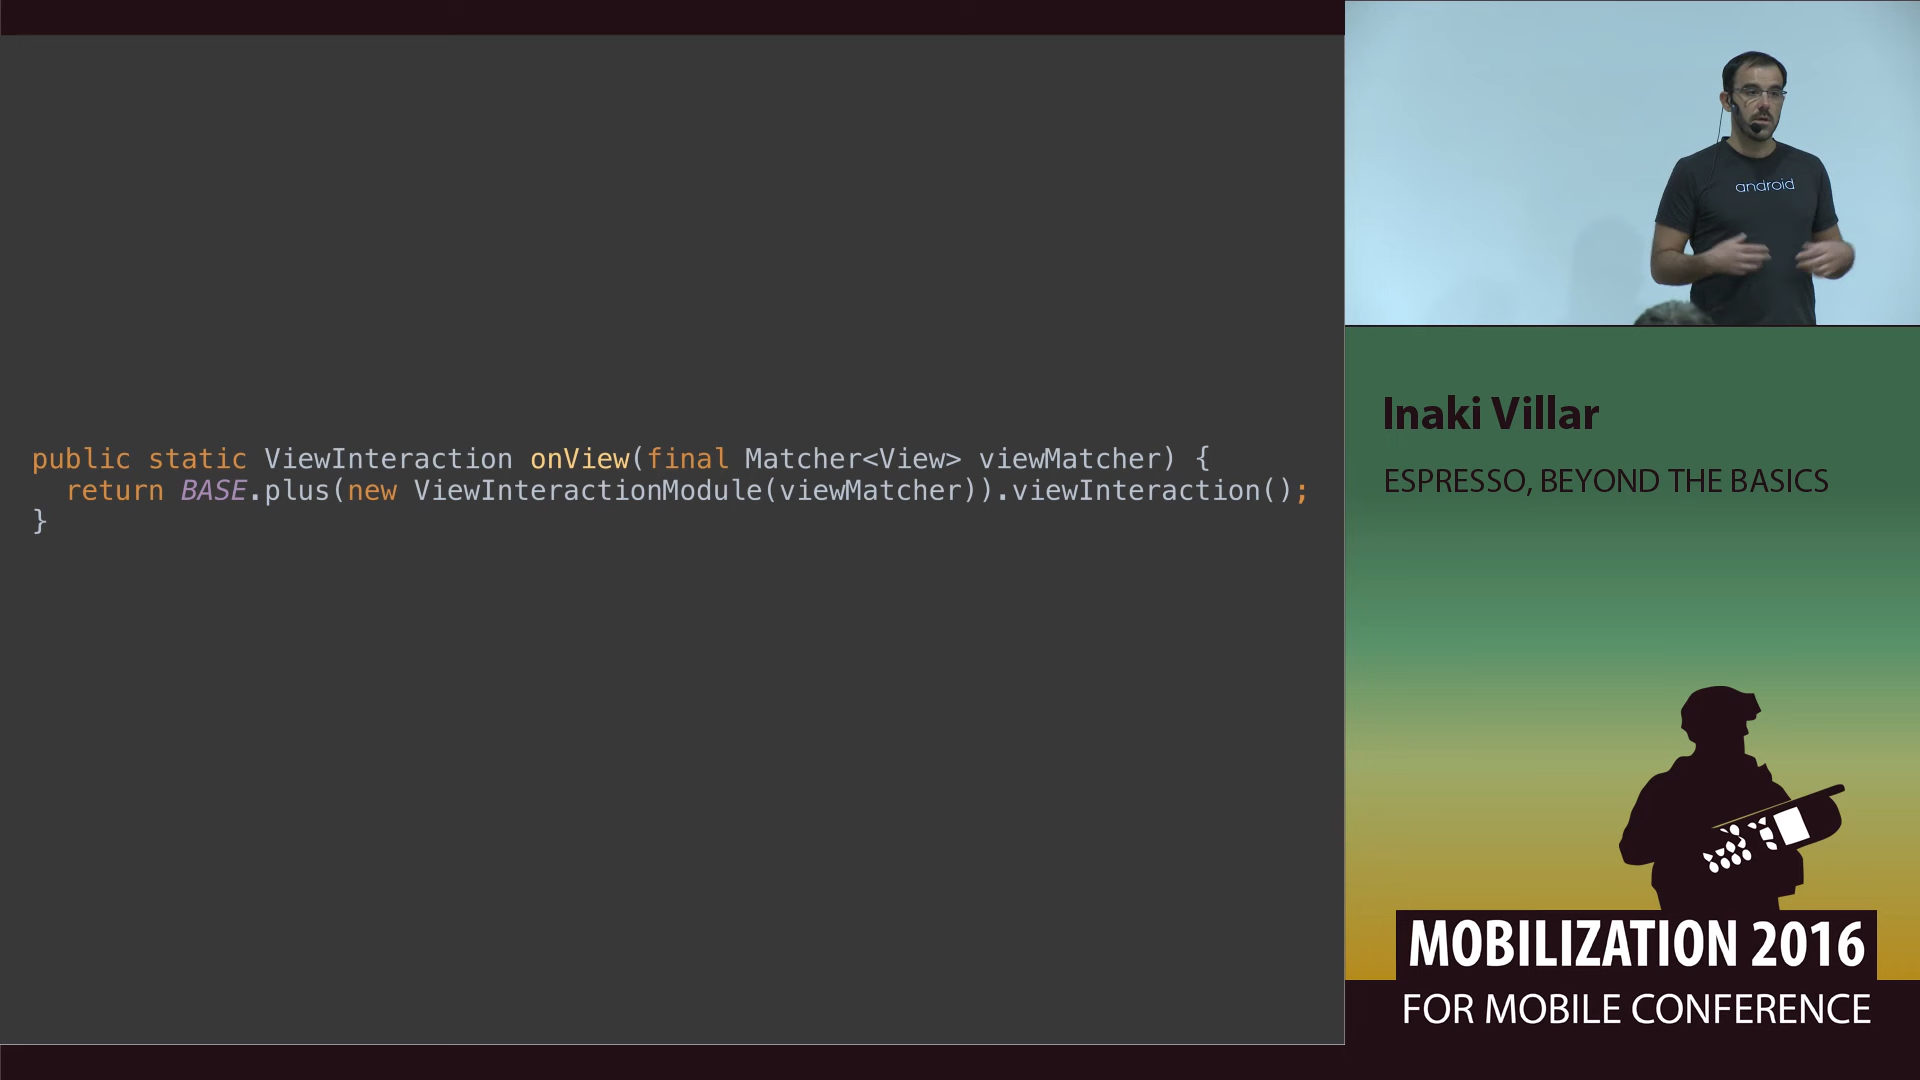 public static ViewInteraction onView(final Matcher<View> viewMatcher) {
  return BASE.plus(new ViewInteractionModule(viewMatcher)).viewInteraction();
}
android
Inaki Villar
ESPRESSO, BEYOND THE BASICS
MOBILIZATION 2016
FOR MOBILE CONFERENCE